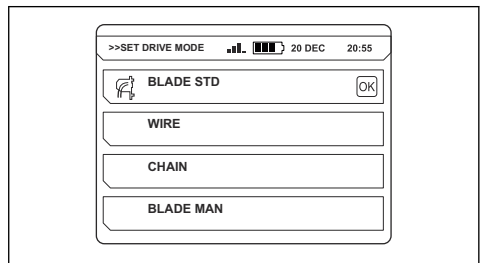 >>SET DRIVE MODE 20 DEC 20:55
BLADE STD OK
WIRE
CHAIN
BLADE MAN